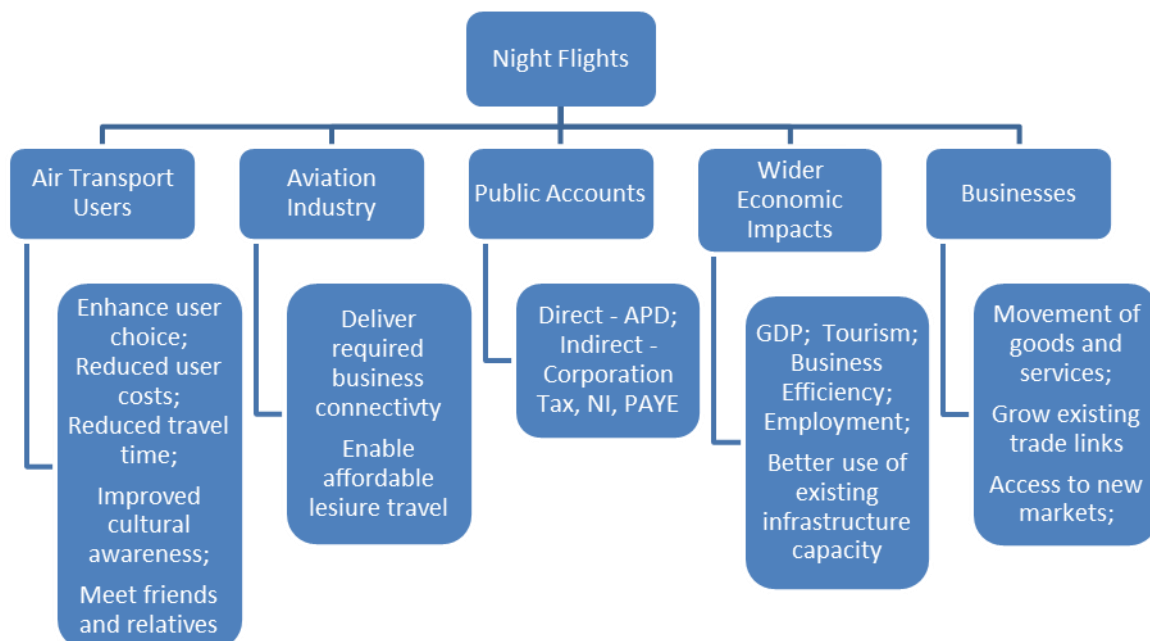 Night Flights
Air Transport
Users
Aviation
Industry
Public Accounts
Wider
Economic
Impacts
Businesses
Enhance user
choice;
Reduced user
costs;
Reduced travel
time;
Improved
cultural
awareness;
Meet friends
and relatives
Deliver
required
business
connectivty
Enable
affordable
lesiure travel
Direct - APD;
Indirect -
Corporation
Tax, NI, PAYE
GDP; Tourism;
Business
Efficiency;
Employment;
Better use of
existing
infrastructure
capacity
Movement of
goods and
services;
Grow existing
trade links
Access to new
markets;